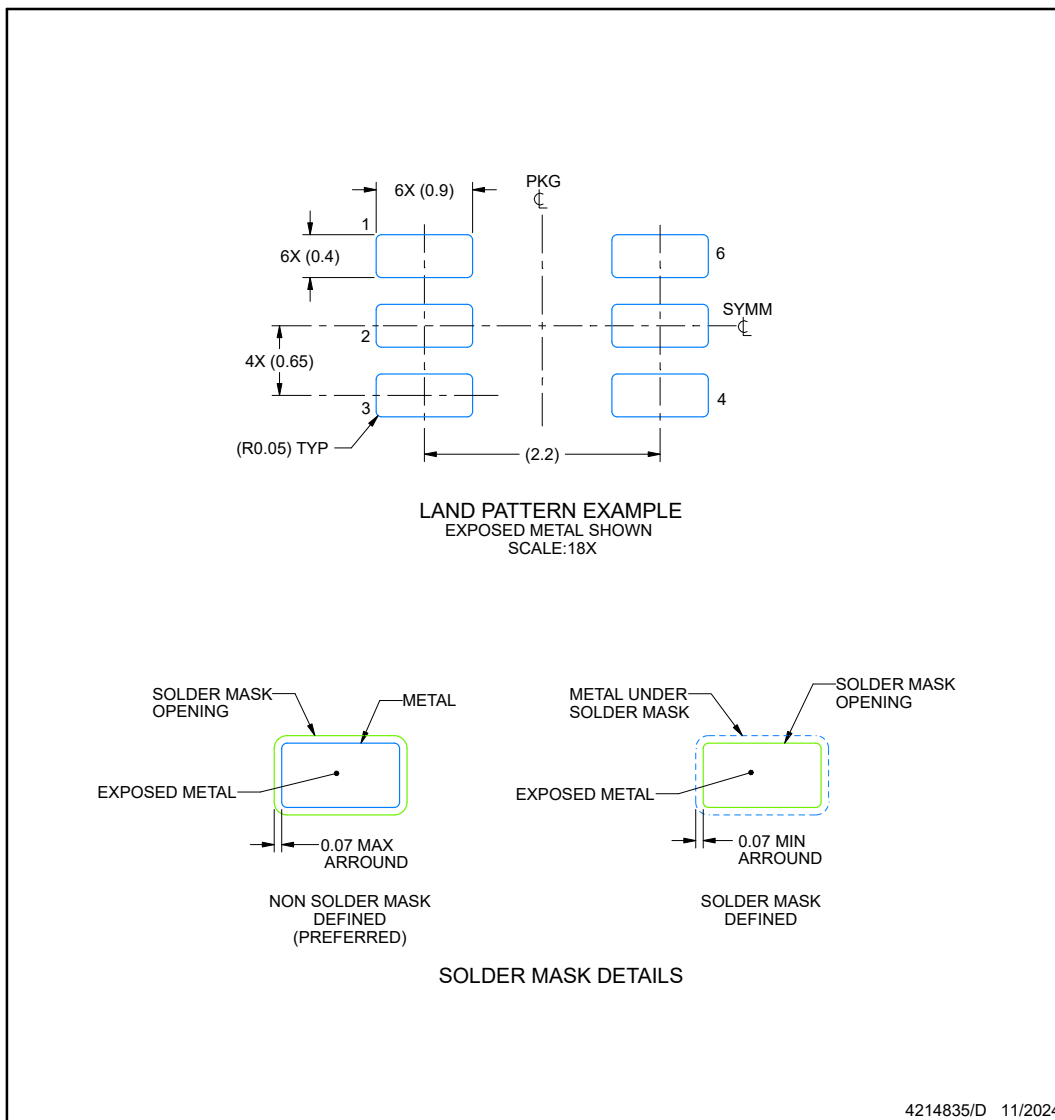 6X (0.9)
PKG
℄
1
6X (0.4)
6
SYMM
℄
2
4X (0.65)
3
4
(R0.05) TYP
(2.2)
LAND PATTERN EXAMPLE
EXPOSED METAL SHOWN
SCALE:18X
SOLDER MASK
OPENING
METAL
EXPOSED METAL
0.07 MAX
ARROUND
NON SOLDER MASK
DEFINED
(PREFERRED)
METAL UNDER
SOLDER MASK
SOLDER MASK
OPENING
EXPOSED METAL
0.07 MIN
ARROUND
SOLDER MASK
DEFINED
SOLDER MASK DETAILS
4214835/D 11/2024